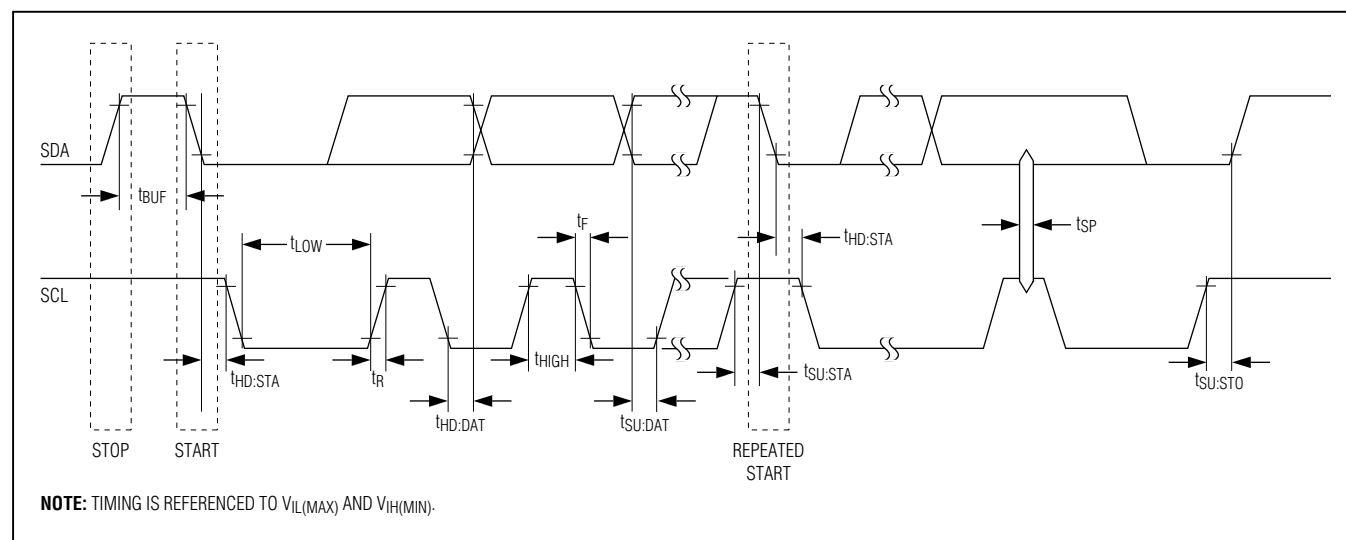 SDA
tBUF
tLOW
tF
tHD:STA
tSP
SCL
tHD:STA
tR
tHIGH
tHD:DAT
tSU:DAT
tSU:STA
tSU:STO
STOP
START
REPEATED
START
NOTE: TIMING IS REFERENCED TO VIL(MAX) AND VIH(MIN).